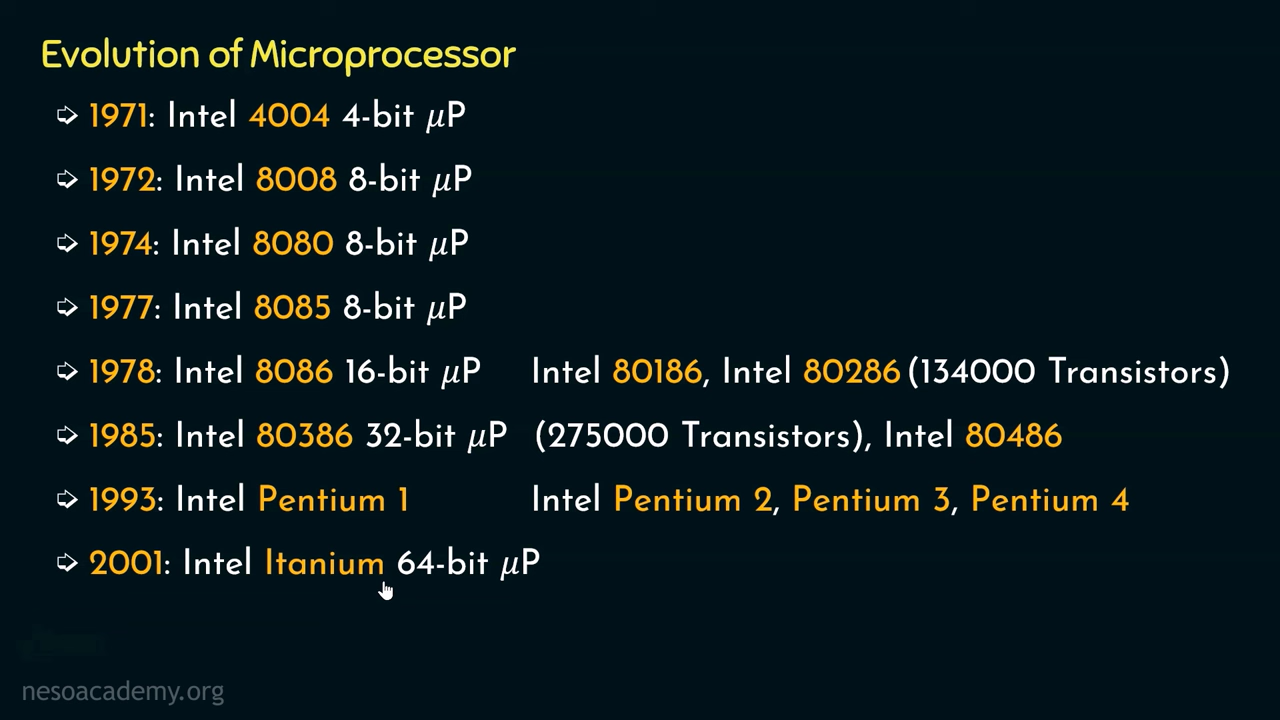 Evolution of Microprocessor
➩ 1971: Intel 4004 4-bit μP
➩ 1972: Intel 8008 8-bit μP
➩ 1974: Intel 8080 8-bit μP
➩ 1977: Intel 8085 8-bit μP
➩ 1978: Intel 8086 16-bit μP Intel 80186, Intel 80286 (134000 Transistors)
➩ 1985: Intel 80386 32-bit μP (275000 Transistors), Intel 80486
➩ 1993: Intel Pentium 1 Intel Pentium 2, Pentium 3, Pentium 4
➩ 2001: Intel Itanium 64-bit μP
nesoacademy.org